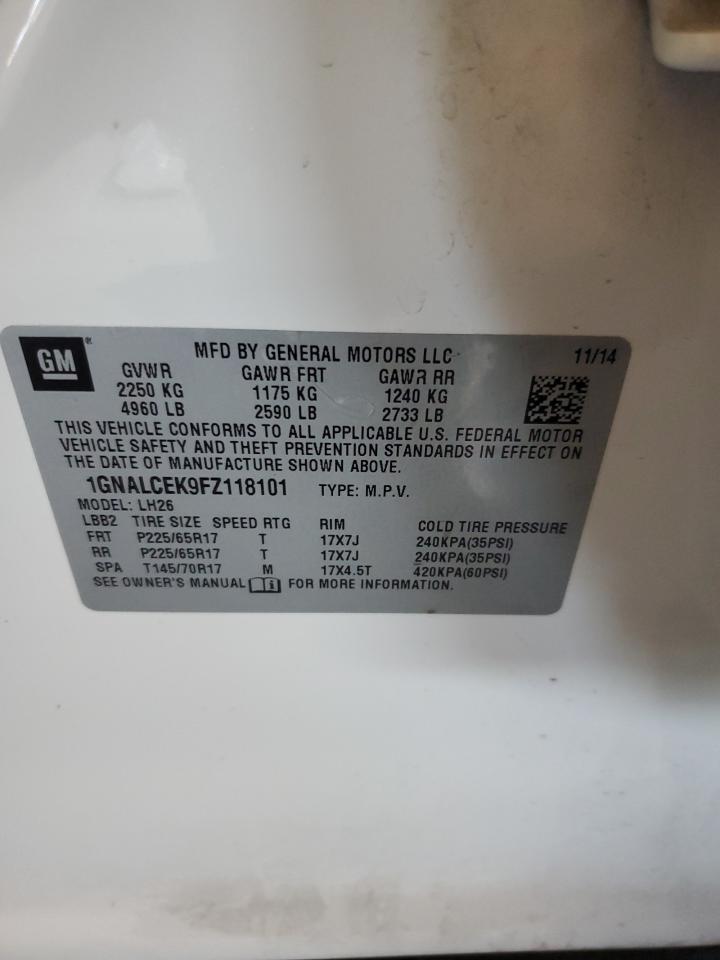 GM® MFD BY GENERAL MOTORS LLC 11/14
GVWR GAWR FRT GAWR RR
2250 KG 1175 KG 1240 KG
4960 LB 2590 LB 2733 LB
THIS VEHICLE CONFORMS TO ALL APPLICABLE U.S. FEDERAL MOTOR
VEHICLE SAFETY AND THEFT PREVENTION STANDARDS IN EFFECT ON
THE DATE OF MANUFACTURE SHOWN ABOVE.
1GNALCEK9FZ118101 TYPE: M.P.V.
MODEL: LH26
LBB2 TIRE SIZE SPEED RTG RIM COLD TIRE PRESSURE
FRT P225/65R17 T 17X7J 240KPA(35PSI)
RR P225/65R17 T 17X7J 240KPA(35PSI)
SPA T145/70R17 M 17X4.5T 420KPA(60PSI)
SEE OWNER'S MANUAL FOR MORE INFORMATION.